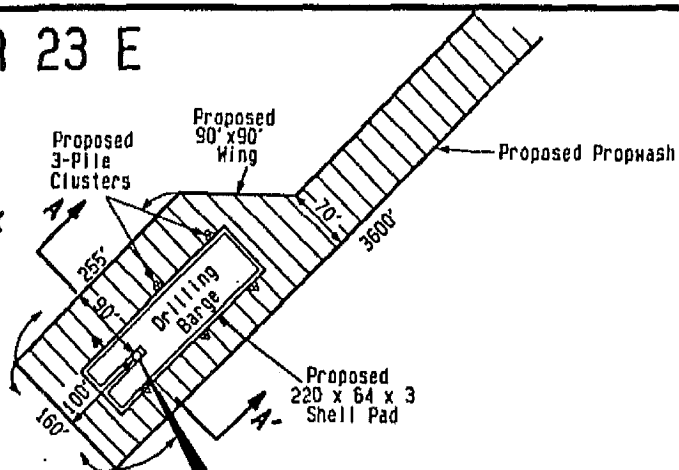 R 23 E
Proposed
90'x90'
Wing
Proposed
3-Pile
Clusters
Proposed Propwash
A
70'
3600'
255'
90'
Drilling
Barge
100'
160'
Proposed
220 x 64 x 3
Shell Pad
A-